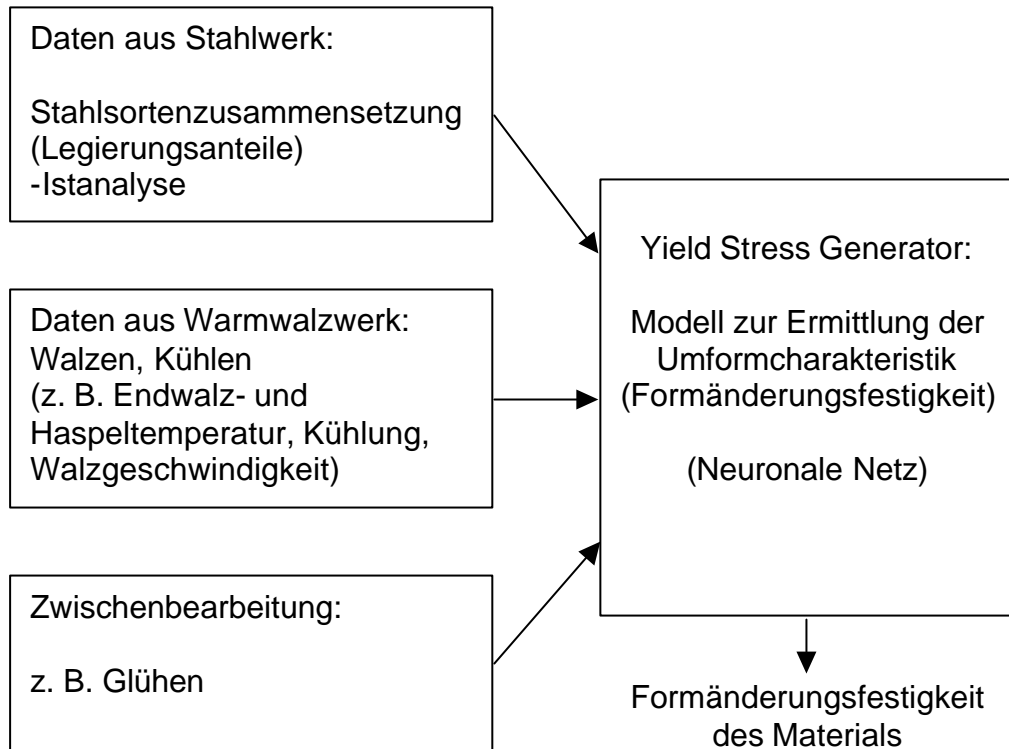 Daten aus Stahlwerk:
Stahlsortenzusammensetzung
(Legierungsanteile)
-Istanalyse
Daten aus Warmwalzwerk:
Walzen, Kühlen
(z. B. Endwalz- und
Haspeltemperatur, Kühlung,
Walzgeschwindigkeit)
Zwischenbearbeitung:
z. B. Glühen
Yield Stress Generator:
Modell zur Ermittlung der
Umformcharakteristik
(Formänderungsfestigkeit)
(Neuronale Netz)
Formänderungsfestigkeit
des Materials